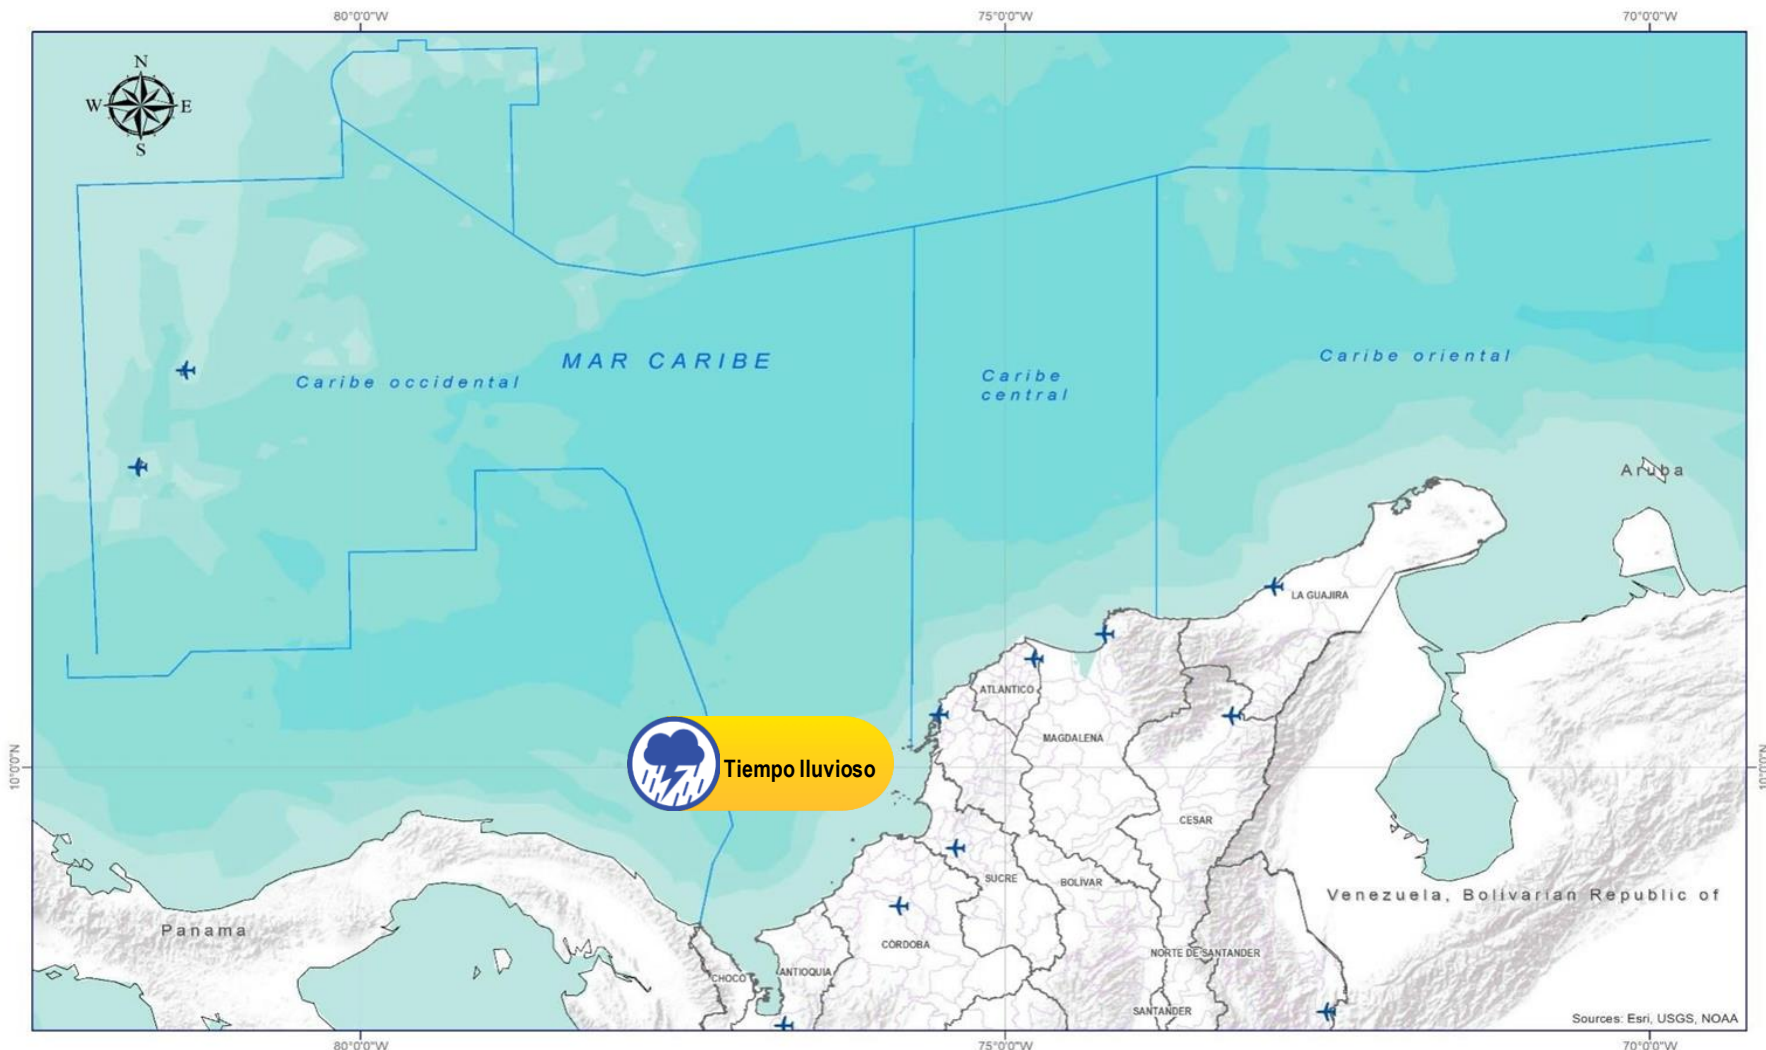 80°0'0"W
75°0'0"W
70°0'0"W
N
W
E
S
MAR CARIBE
Caribe occidental
Caribe
central
Caribe oriental
Aruba
LA GUAJIRA
ATLANTICO
MAGDALENA
10°0'0"N
10°0'0"N
Tiempo lluvioso
CESAR
SUCRE
BOLÍVAR
Venezuela, Bolivarian Republic of
Panama
CÓRDOBA
NORTE DE SANTANDER
CHOCO
ANTIOQUIA
SANTANDER
Sources: Esri, USGS, NOAA
80°0'0"W
75°0'0"W
70°0'0"W